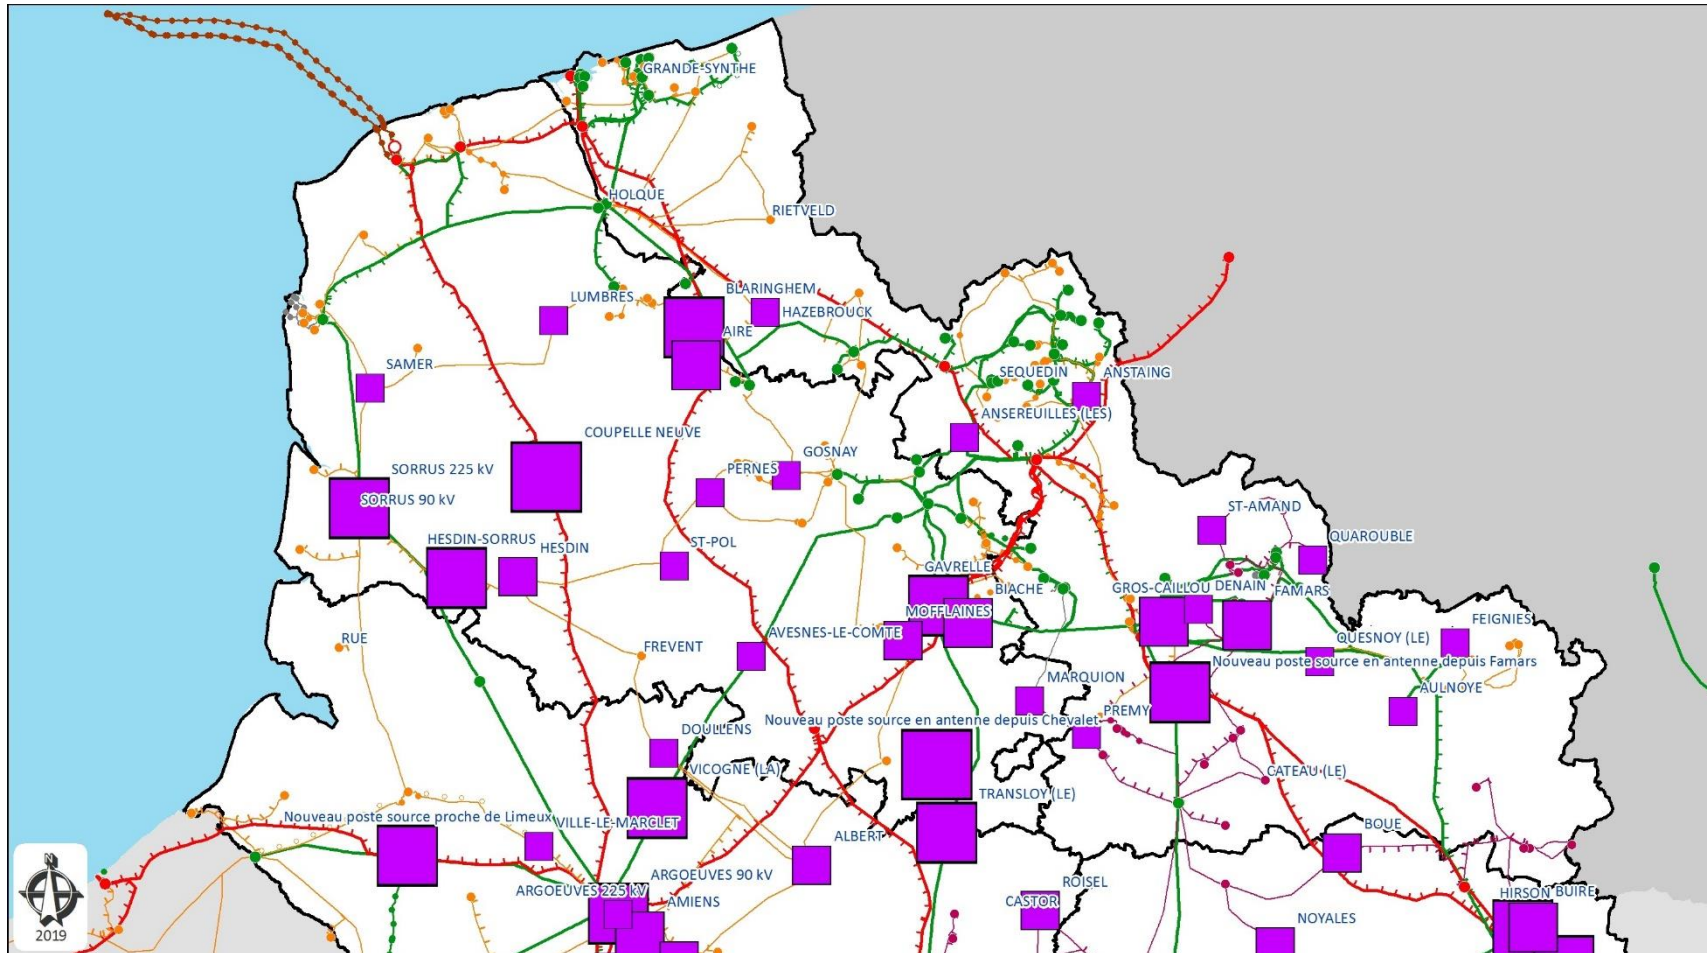 GRANDE-SYNTHE
HOLQUE
RIETVELD
BLARINGHEM
LUMBRES
HAZEBROUCK
AIRE
SAMER
SEQUEDIN
ANSTAING
ANSEREUILLES (LES)
COUPELLE NEUVE
GOSNAY
SORRUS 225 kV
PERNES
SORRUS 90 kV
ST-AMAND
QUAROUBLE
HESDIN-SORRUS
HESDIN
ST-POL
GAVRELLE
BIACHE
GROS-CAILLOU
DENAIN
FAMARS
MOFFLAINES
FEIGNIES
AVESNES-LE-COMTE
RUE
FREVENT
QUESNOY (LE)
Nouveau poste source en antenne depuis Famars
MARQUION
AULNOYE
PREMY
Nouveau poste source en antenne depuis Chevalet
DOULLENS
VICOGNE (LA)
CATEAU (LE)
TRANSLOY (LE)
Nouveau poste source proche de Limeux
VILLE-LE-MARCLET
ALBERT
BOUE
ARGOEUVES 90 kV
ROISEL
ARGOEUVES 225 kV
AMIENS
CASTOR
HIRSON
BUIRE
NOYALES
N
2019